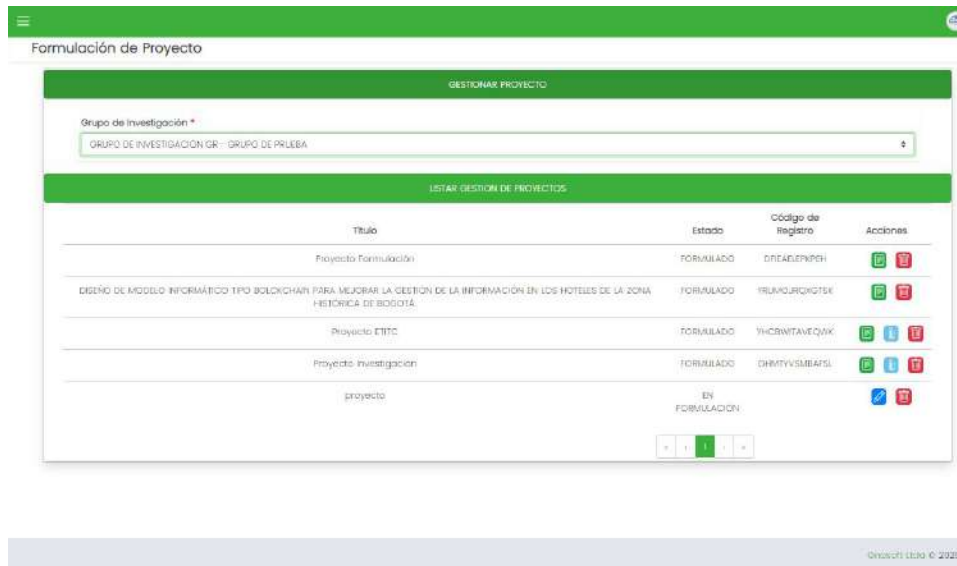 Formulación de Proyecto
GESTIONAR PROYECTO
Grupo de Investigación *
GRUPO DE INVESTIGACION GR - GRUPO DE PRUEBA
LISTAR GESTION DE PROYECTOS
Título Estado Código de Registro Acciones
Proyecto Formulación FORMULADO
DISEÑO DE MODELO INFORMÁTICO TIPO BOLCKCHAIN PARA MEJORAR LA GESTIÓN DE LA INFORMACIÓN EN LOS HOTELES DE LA ZONA
HISTÓRICA DE BOGOTÁ. FORMULADO
Proyecto ETITC FORMULADO
Proyecto Investigación FORMULADO
proyecto EN
FORMULACION
1
Ltda ©